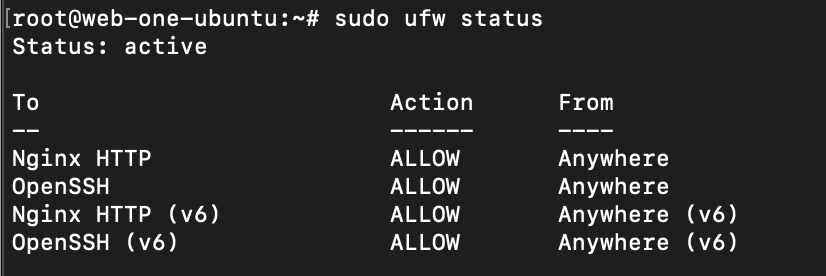 [root@web-one-ubuntu:~# sudo ufw status
Status: active
To                         Action      From
--                         ------      ----
Nginx HTTP                 ALLOW       Anywhere
OpenSSH                    ALLOW       Anywhere
Nginx HTTP (v6)            ALLOW       Anywhere (v6)
OpenSSH (v6)               ALLOW       Anywhere (v6)